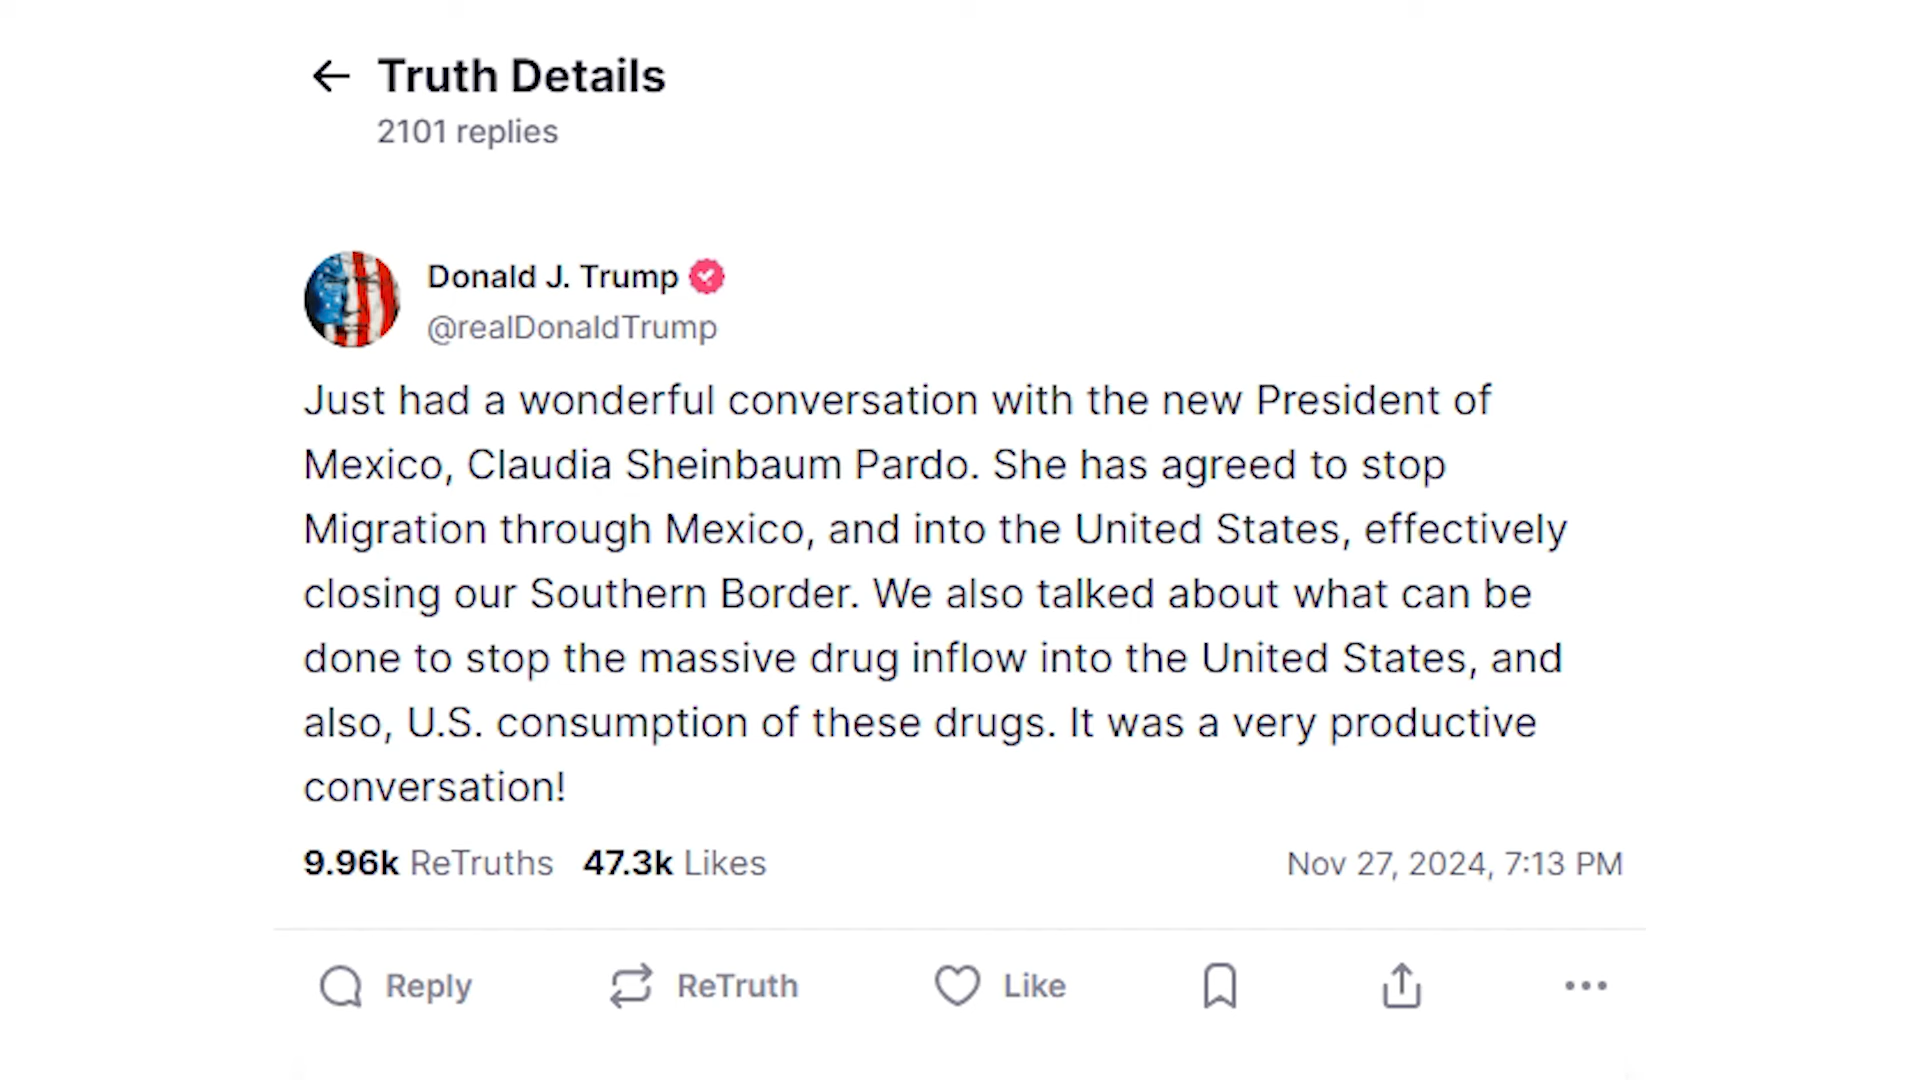 Truth Details
2101 replies
Donald J. Trump
@realDonaldTrump
Just had a wonderful conversation with the new President of
Mexico, Claudia Sheinbaum Pardo. She has agreed to stop
Migration through Mexico, and into the United States, effectively
closing our Southern Border. We also talked about what can be
done to stop the massive drug inflow into the United States, and
also, U.S. consumption of these drugs. It was a very productive
conversation!
9.96k ReTruths 47.3k Likes Nov 27, 2024, 7:13 PM
Reply ReTruth Like